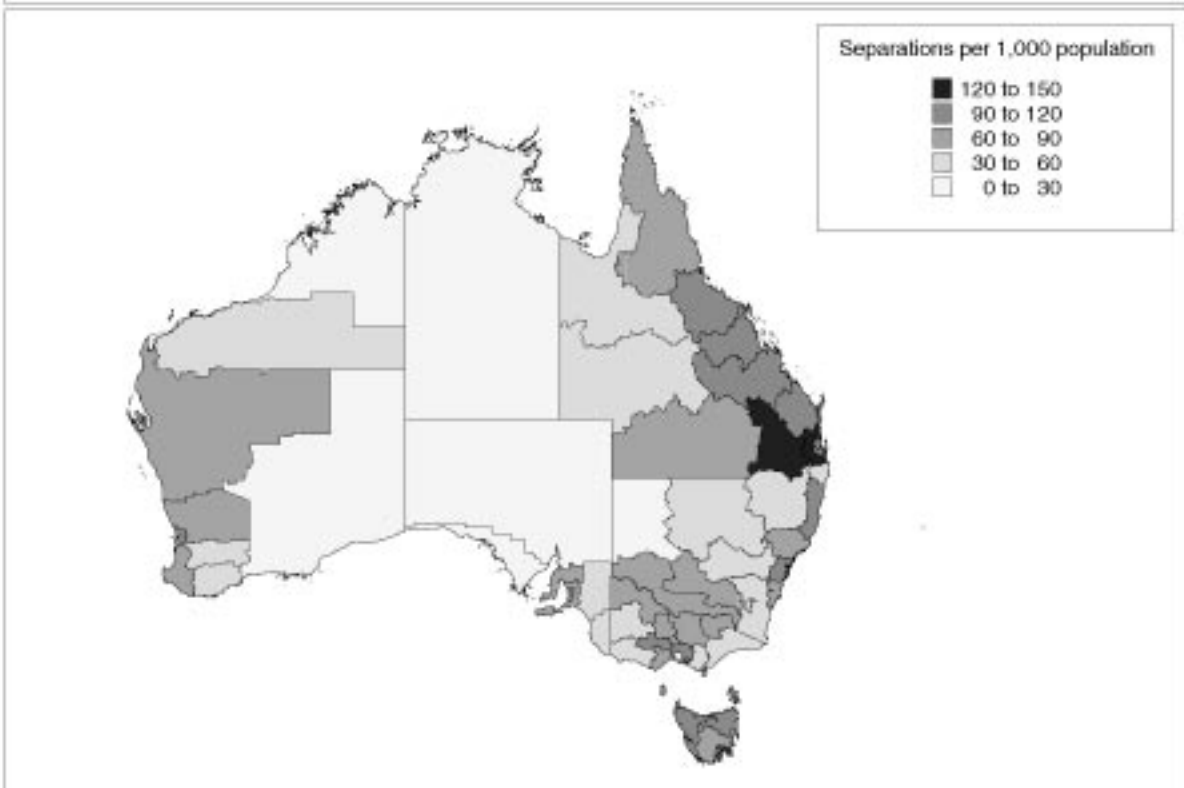 Separations per 1,000 population
120 to 150
90 to 120
60 to 90
30 to 60
0 to 30